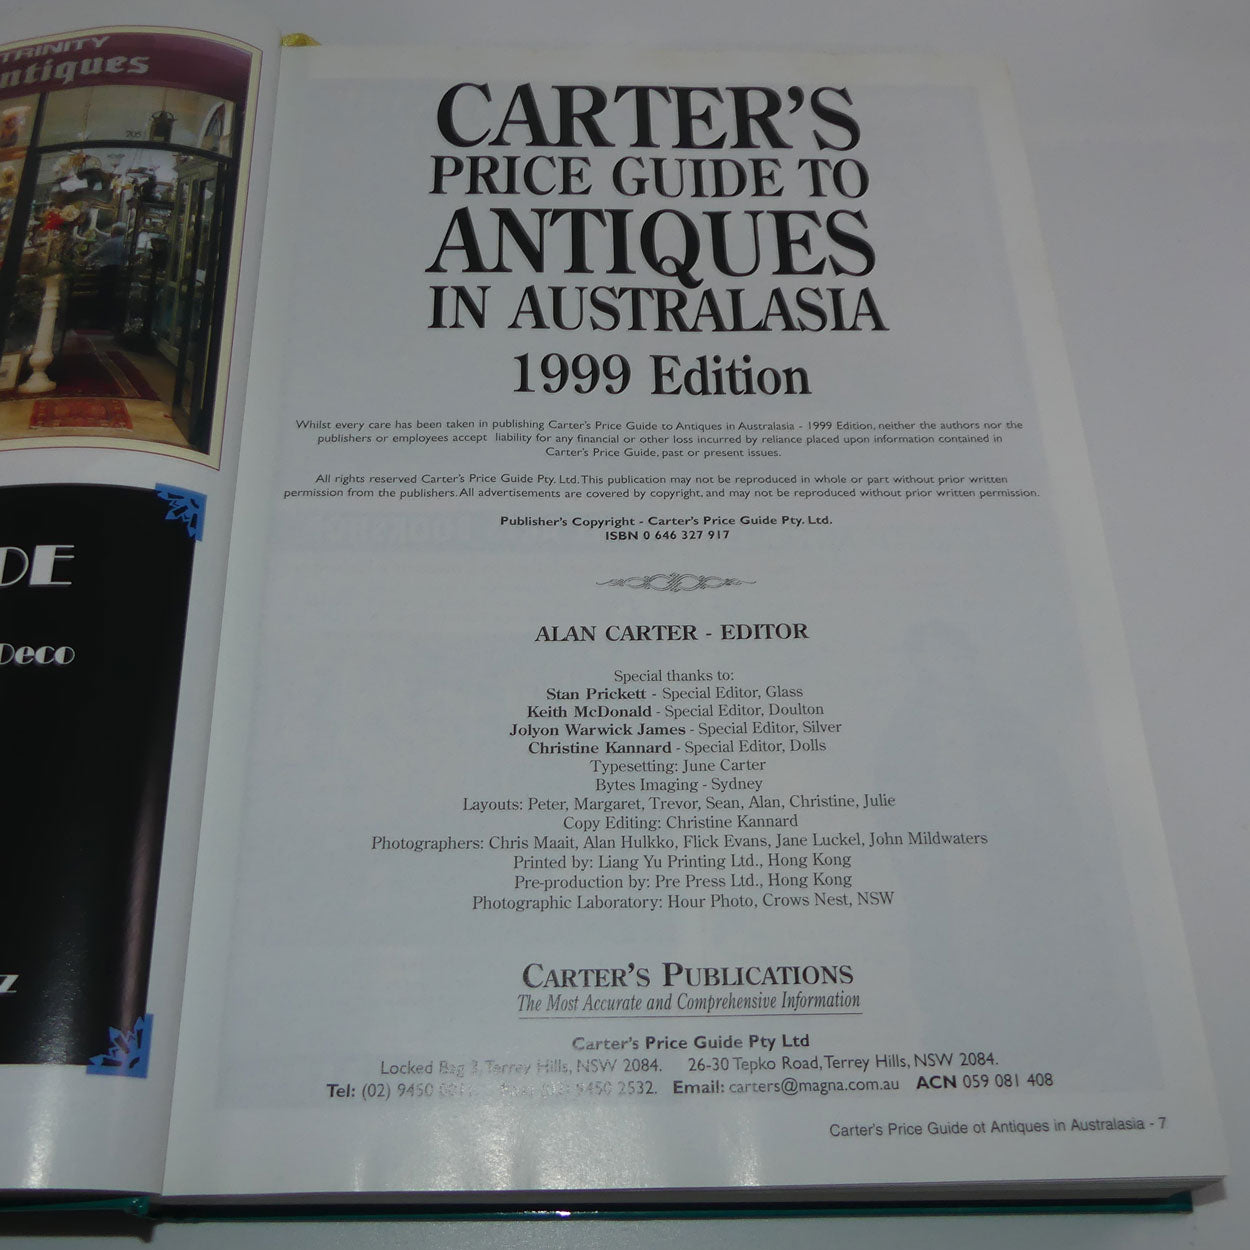 TRINITY
ntiques
205
DE
Deco
Z
CARTER'S
PRICE GUIDE TO
ANTIQUES
IN AUSTRALASIA
1999 Edition
Whilst every care has been taken in publishing Carter's Price Guide to Antiques in Australasia - 1999 Edition, neither the authors nor the
publishers or employees accept liability for any financial or other loss incurred by reliance placed upon information contained in
Carter's Price Guide, past or present issues.
All rights reserved Carter's Price Guide Pty. Ltd. This publication may not be reproduced in whole or part without prior written
permission from the publishers. All advertisements are covered by copyright, and may not be reproduced without prior written permission.
Publisher's Copyright - Carter's Price Guide Pty. Ltd.
ISBN 0 646 327 917
ALAN CARTER - EDITOR
Special thanks to:
Stan Prickett - Special Editor, Glass
Keith McDonald - Special Editor, Doulton
Jolyon Warwick James - Special Editor, Silver
Christine Kannard - Special Editor, Dolls
Typesetting: June Carter
Bytes Imaging - Sydney
Layouts: Peter, Margaret, Trevor, Sean, Alan, Christine, Julie
Copy Editing: Christine Kannard
Photographers: Chris Maait, Alan Hulkko, Flick Evans, Jane Luckel, John Mildwaters
Printed by: Liang Yu Printing Ltd., Hong Kong
Pre-production by: Pre Press Ltd., Hong Kong
Photographic Laboratory: Hour Photo, Crows Nest, NSW
CARTER'S PUBLICATIONS
The Most Accurate and Comprehensive Information
Carter's Price Guide Pty Ltd
Locked Bag 3, Terrey Hills, NSW 2084. 26-30 Tepko Road, Terrey Hills, NSW 2084.
Tel: (02) 9450 (02) 9450 2532. Email: carters@magna.com.au ACN 059 081 408
Carter's Price Guide ot Antiques in Australasia - 7